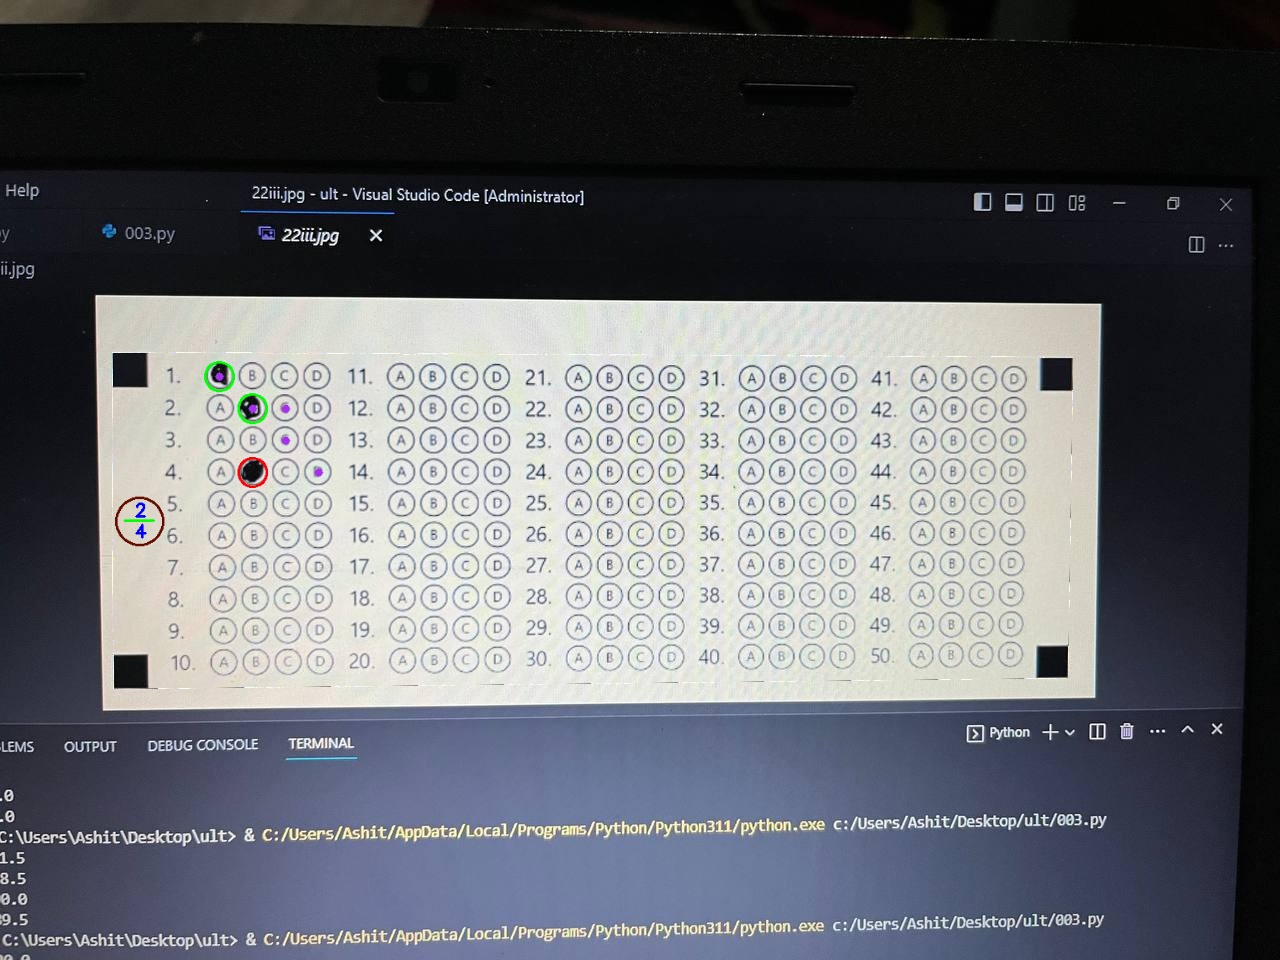 Help
22iii.jpg - ult - Visual Studio Code [Administrator]
003.py
22iii.jpg
ii.jpg
1. B C D 11. A B C D 21. A B C D 31. A B C D 41. A B C D
2. A D 12. A B C D 22. A B C D 32. A B C D 42. A B C D
3. A B D 13. A B C D 23. A B C D 33. A B C D 43. A B C D
4. A C 14. A B C D 24. A B C D 34. A B C D 44. A B C D
5. A B C D 15. A B C D 25. A B C D 35. A B C D 45. A B C D
2
4
6. A B C D 16. A B C D 26. A B C D 36. A B C D 46. A B C D
7. A B C D 17. A B C D 27. A B C D 37. A B C D 47. A B C D
8. A B C D 18. A B C D 28. A B C D 38. A B C D 48. A B C D
9. A B C D 19. A B C D 29. A B C D 39. A B C D 49. A B C D
10. A B C D 20. A B C D 30. A B C D 40. A B C D 50. A B C D
LEMS OUTPUT DEBUG CONSOLE TERMINAL Python
.0
.0
C:\Users\Ashit\Desktop\ult> & C:/Users/Ashit/AppData/Local/Programs/Python/Python311/python.exe c:/Users/Ashit/Desktop/ult/003.py
1.5
8.5
0.0
9.5
C:\Users\Ashit\Desktop\ult> & C:/Users/Ashit/AppData/Local/Programs/Python/Python311/python.exe c:/Users/Ashit/Desktop/ult/003.py